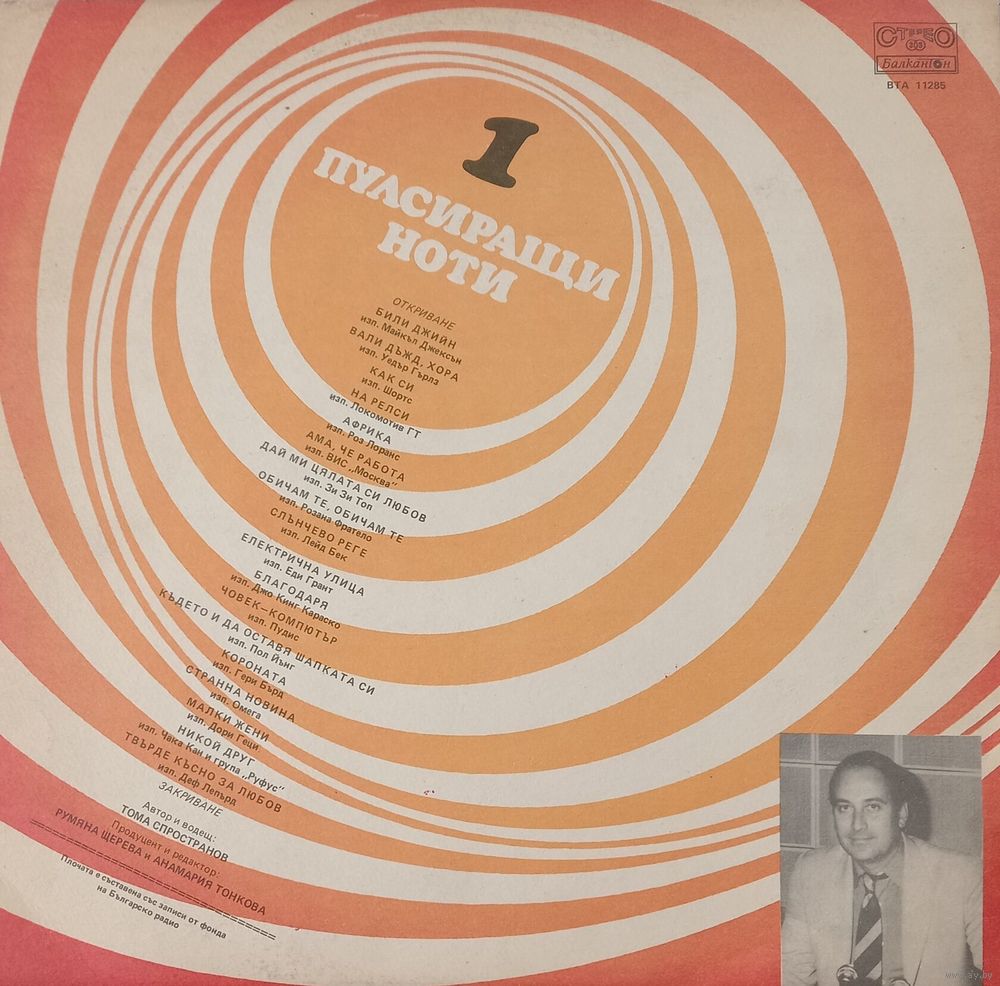 СТЕРЕО
33
Балкантон
ВТА 11285
1
ПУЛСИРАЩИ
НОТИ
ОТКРИВАНЕ
БИЛИ ДЖИЙН
изп. Майкъл Джексън
ВАЛИ ДЪЖД, ХОРА
изп. Уедър Гърлз
КАК СИ
изп. Шортс
НА РЕЛСИ
изп. Локомотив ГТ
АФРИКА
изп. Роз Лоранс
АМА, ЧЕ РАБОТА
изп. ВИС „Москва"
ДАЙ МИ ЦЯЛАТА СИ ЛЮБОВ
изп. Зи Зи Топ
ОБИЧАМ ТЕ, ОБИЧАМ ТЕ
изп. Розана Фратело
СЛЪНЧЕВО РЕГЕ
изп. Лейд Бек
ЕЛЕКТРИЧНА УЛИЦА
изп. Еди Грант
БЛАГОДАРЯ
изп. Джо Кинг Караско
ЧОВЕК—КОМПЮТЪР
изп. Пудис
КЪДЕТО И ДА ОСТАВЯ ШАПКАТА СИ
изп. Пол Йънг
КОРОНАТА
изп. Гери Бърд
СТРАННА НОВИНА
изп. Омега
МАЛКИ ЖЕНИ
изп. Дори Геци
НИКОЙ ДРУГ
изп. Чака Кан и група „Руфус"
ТВЪРДЕ КЪСНО ЗА ЛЮБОВ
изп. Деф Лепърд
ЗАКРИВАНЕ
Автор и водещ:
ТОМА СПРОСТРАНОВ
Продуцент и редактор:
РУМЯНА ЩЕРЕВА и АНАМАРИЯ ТОНКОВА
Плочата е съставена със записи от фонда
на Българско радио
www.ay.by